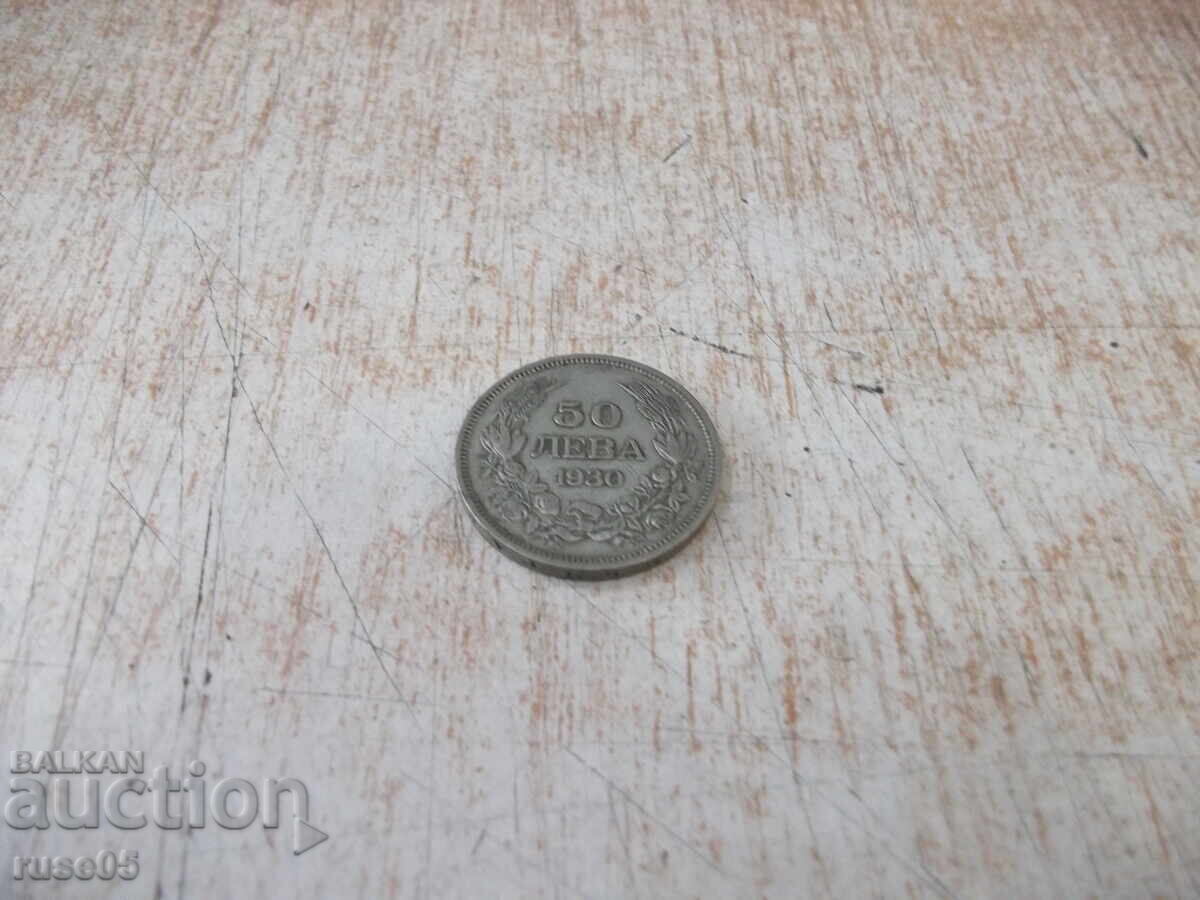 50
ЛЕВА
1930
BALKAN
auction
ruse05